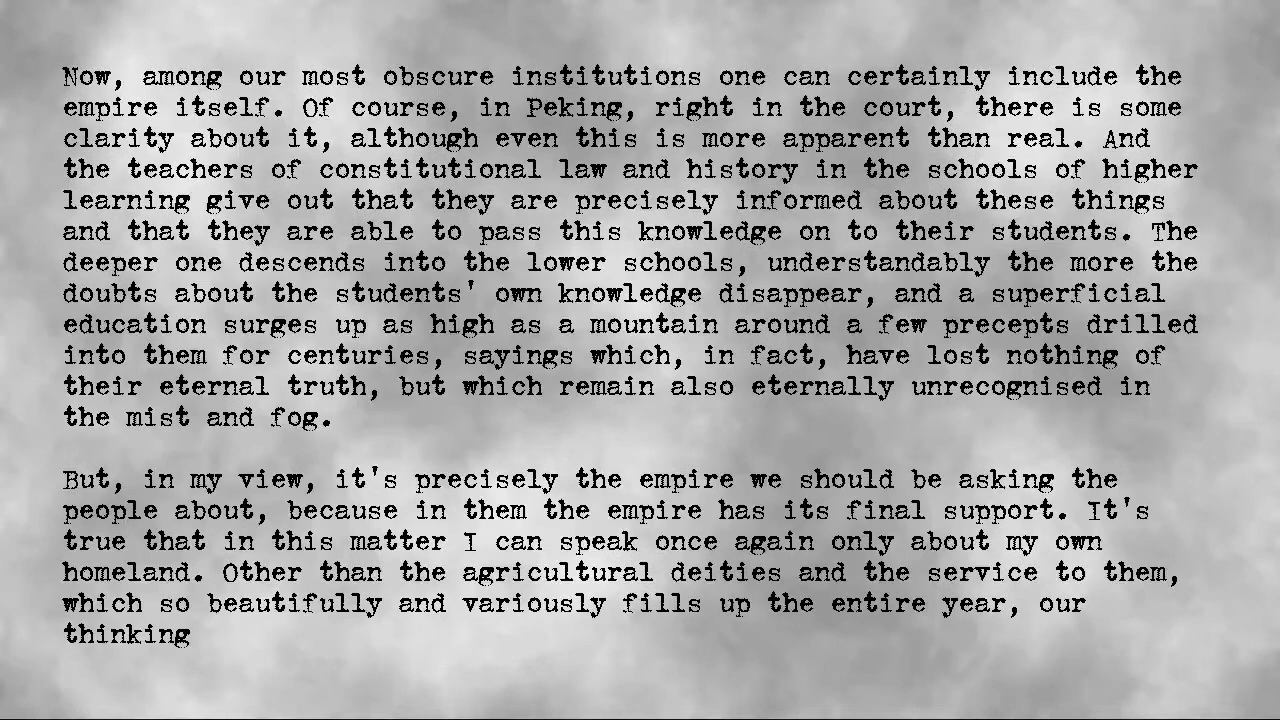 Now, among our most obscure institutions one can certainly include the
empire itself. Of course, in Peking, right in the court, there is some
clarity about it, although even this is more apparent than real. And
the teachers of constitutional law and history in the schools of higher
learning give out that they are precisely informed about these things
and that they are able to pass this knowledge on to their students. The
deeper one descends into the lower schools, understandably the more the
doubts about the students' own knowledge disappear, and a superficial
education surges up as high as a mountain around a few precepts drilled
into them for centuries, sayings which, in fact, have lost nothing of
their eternal truth, but which remain also eternally unrecognised in
the mist and fog.

But, in my view, it's precisely the empire we should be asking the
people about, because in them the empire has its final support. It's
true that in this matter I can speak once again only about my own
homeland. Other than the agricultural deities and the service to them,
which so beautifully and variously fills up the entire year, our
thinking